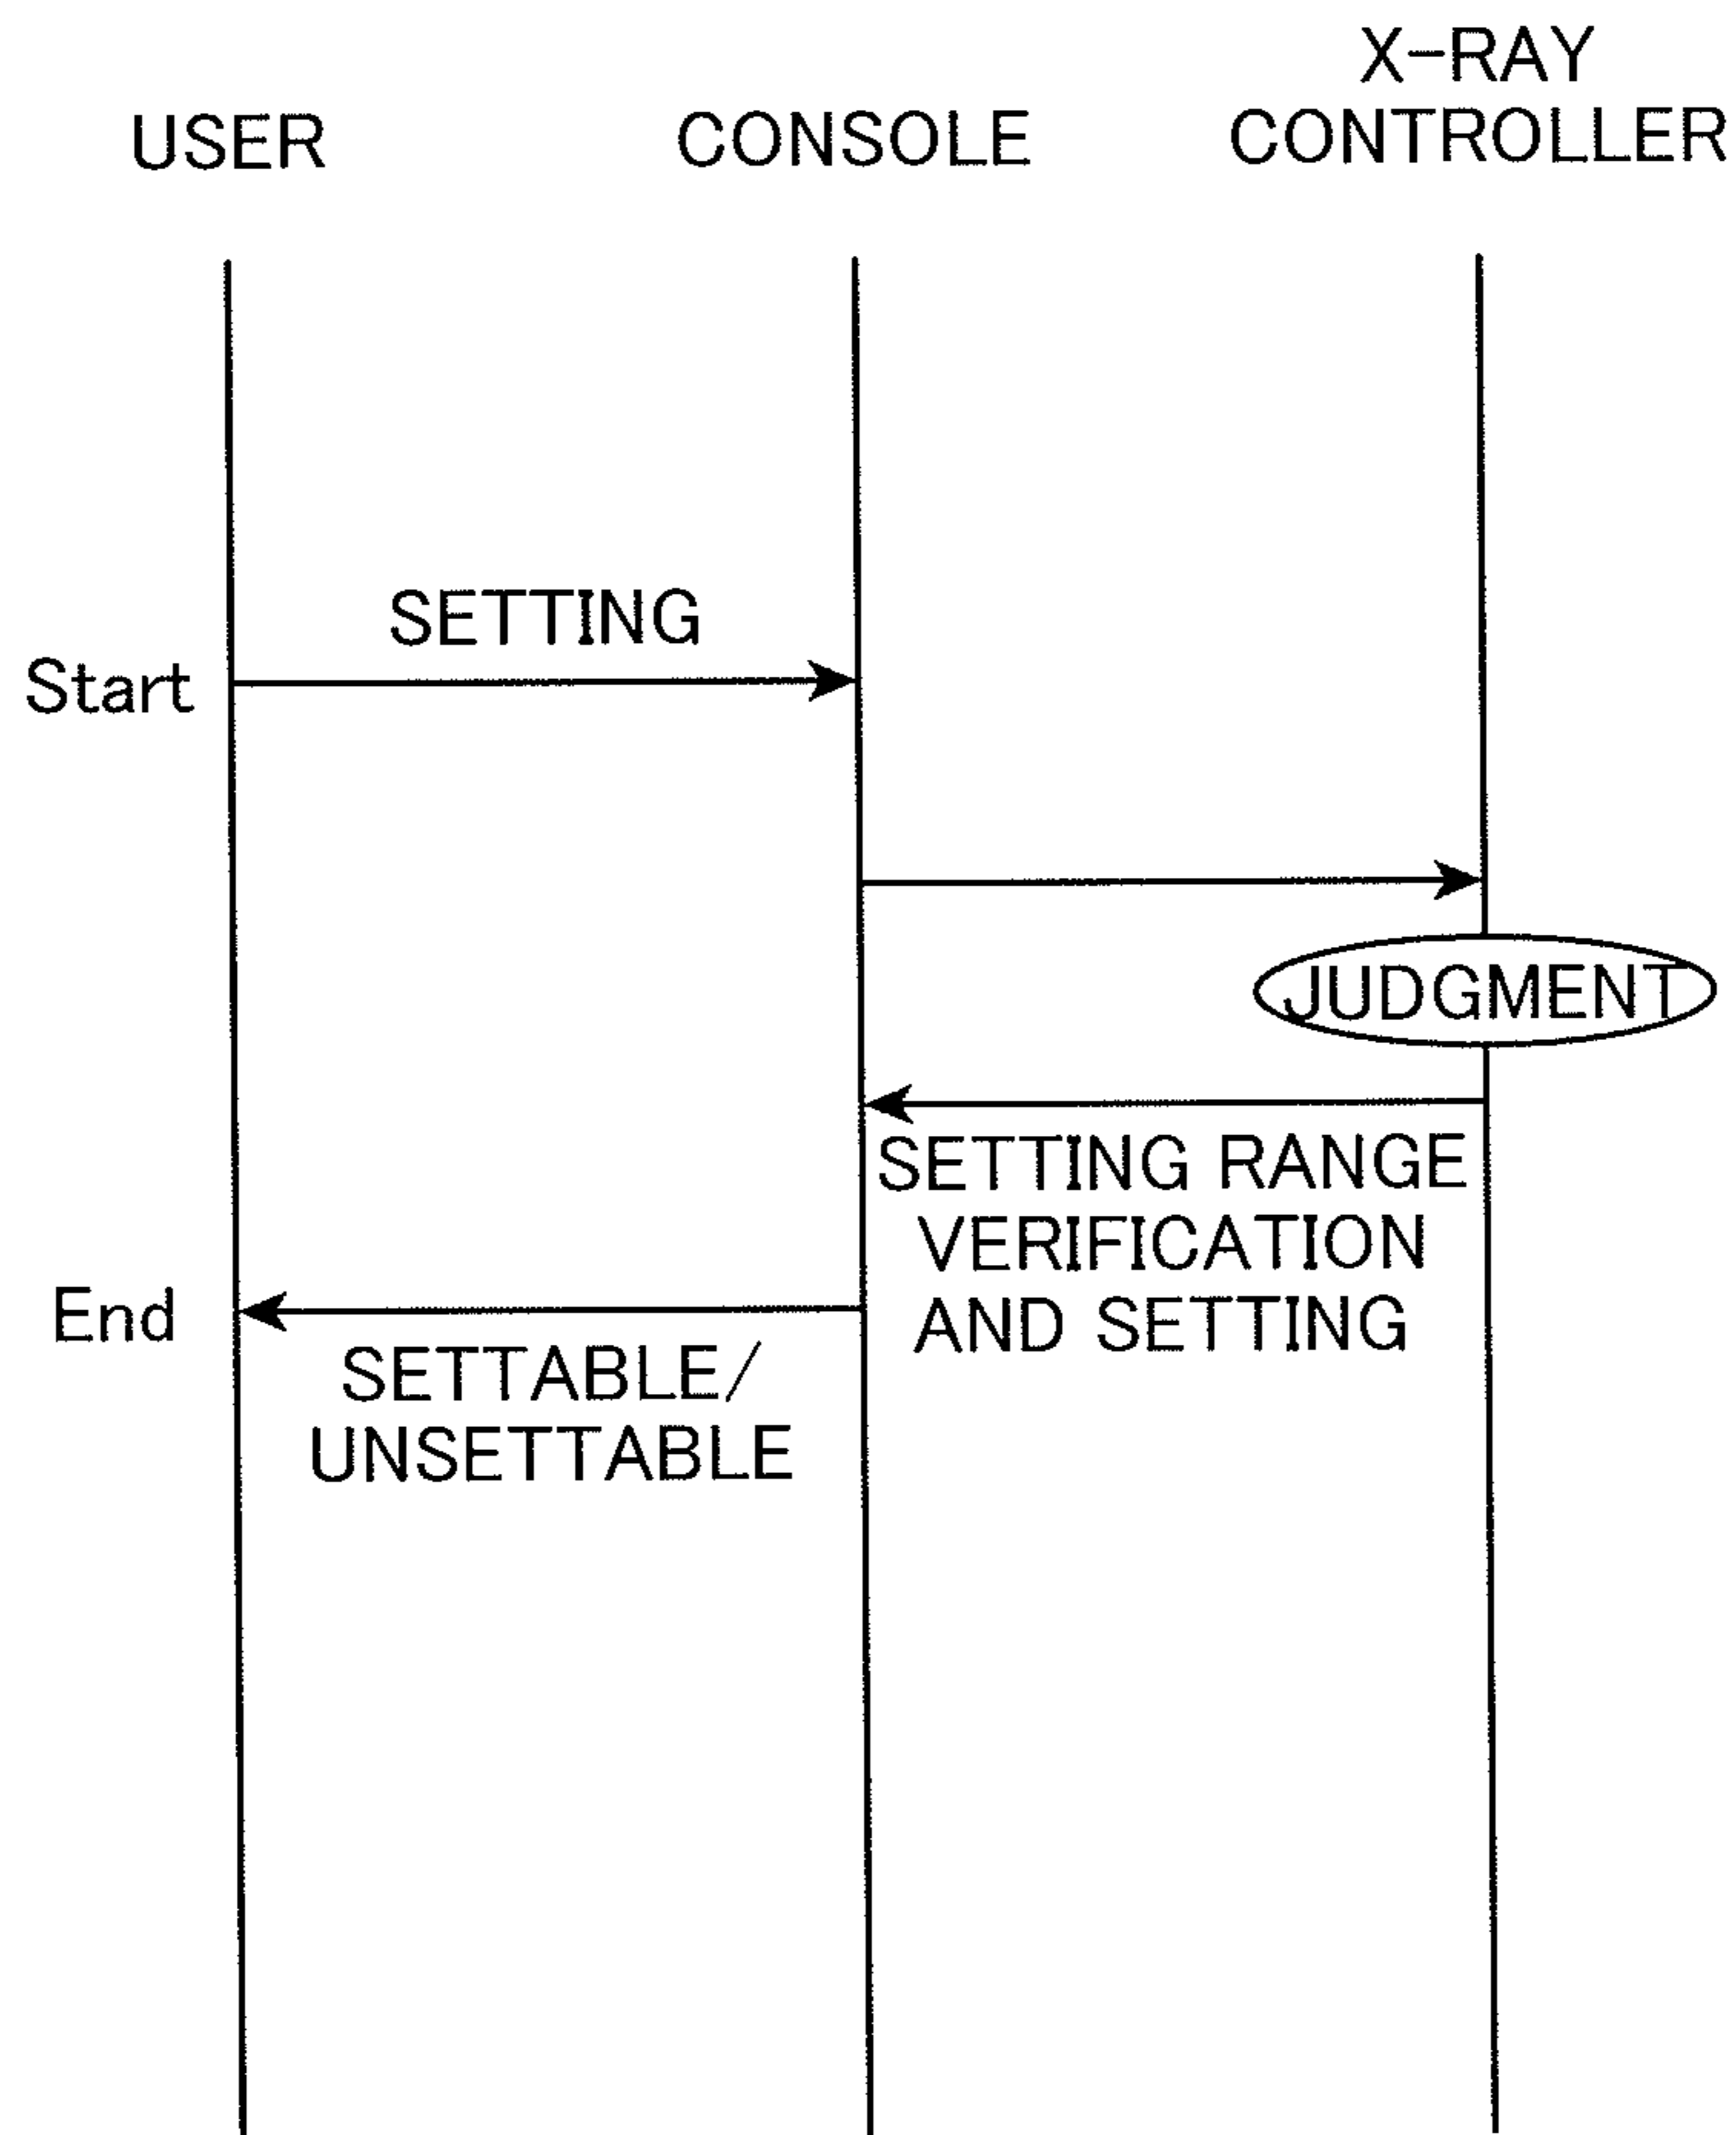 USER
CONSOLE
X-RAY
CONTROLLER
SETTING
Start
JUDGMENT
SETTING RANGE
VERIFICATION
AND SETTING
End
SETTABLE/
UNSETTABLE